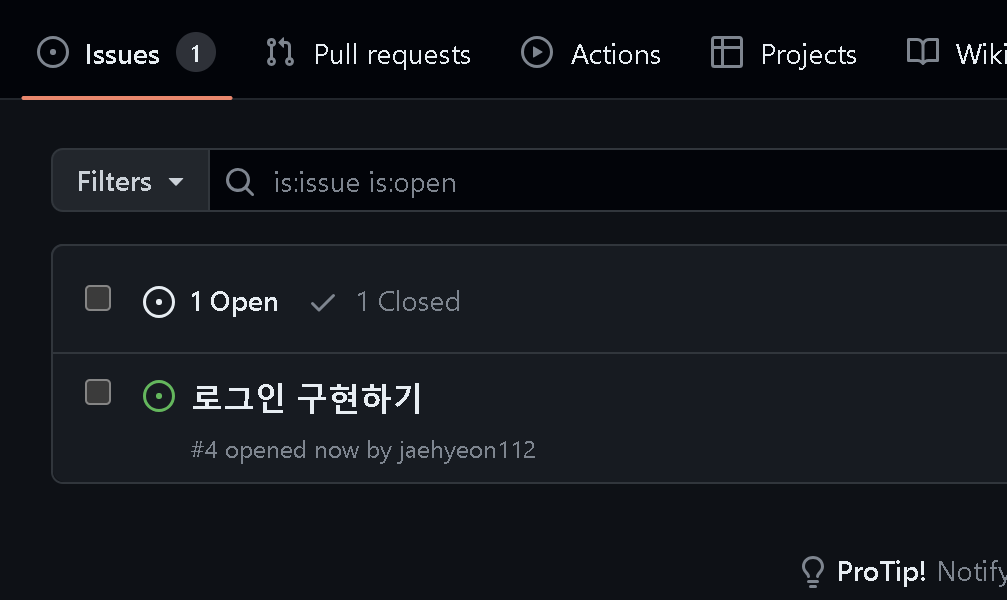 Issues 1 Pull requests Actions Projects Wiki
Filters is:issue is:open
1 Open 1 Closed
로그인 구현하기
#4 opened now by jaehyeon112
ProTip! Notify